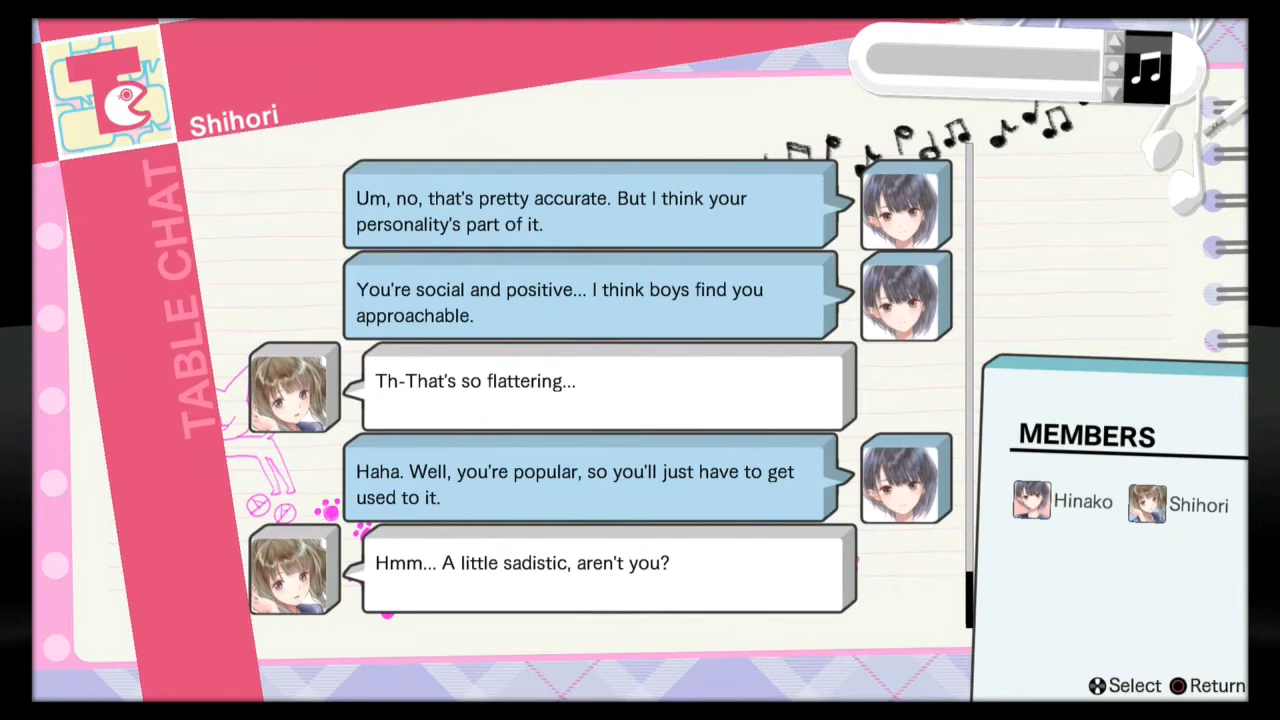 Shihori
TABLE CHAT
Um, no, that's pretty accurate. But I think your
personality's part of it.
You're social and positive... I think boys find you
approachable.
Th-That's so flattering...
Haha. Well, you're popular, so you'll just have to get
used to it.
Hmm... A little sadistic, aren't you?
MEMBERS
Hinako
Shihori
Select
Return